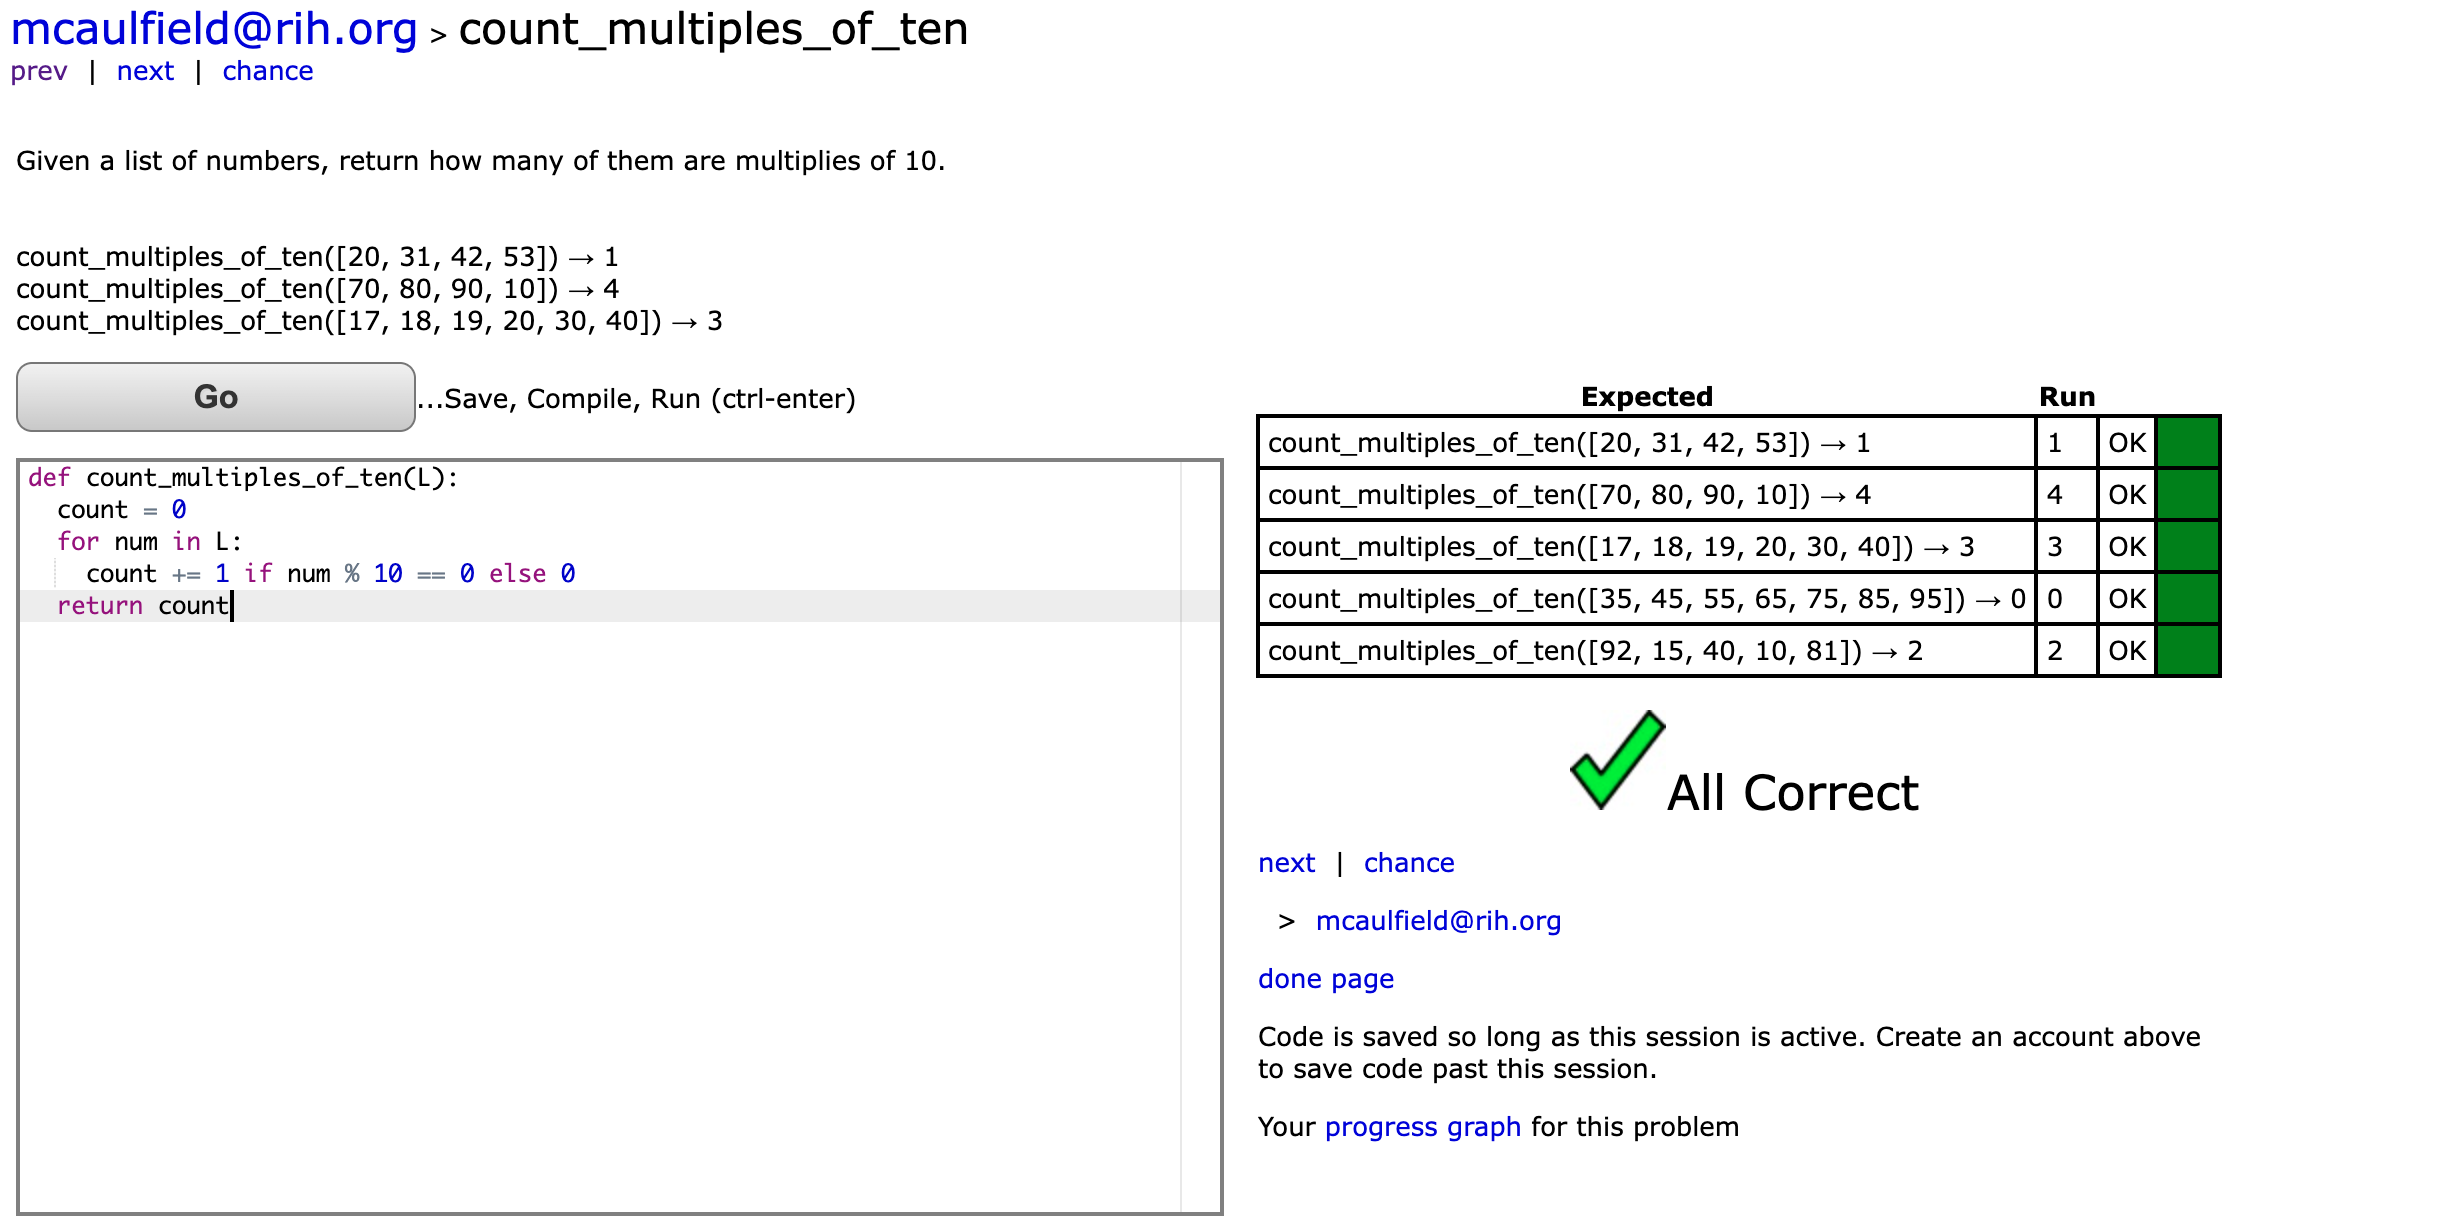 mcaulfield@rih.org > count_multiples_of_ten
prev | next | chance
Given a list of numbers, return how many of them are multiplies of 10.
count_multiples_of_ten([20, 31, 42, 53]) → 1
count_multiples_of_ten([70, 80, 90, 10]) → 4
count_multiples_of_ten([17, 18, 19, 20, 30, 40]) → 3
Go ...Save, Compile, Run (ctrl-enter)
def count_multiples_of_ten(L):
  count = 0
  for num in L:
    count += 1 if num % 10 == 0 else 0
  return count
Expected Run
count_multiples_of_ten([20, 31, 42, 53]) → 1 1 OK
count_multiples_of_ten([70, 80, 90, 10]) → 4 4 OK
count_multiples_of_ten([17, 18, 19, 20, 30, 40]) → 3 3 OK
count_multiples_of_ten([35, 45, 55, 65, 75, 85, 95]) → 0 0 OK
count_multiples_of_ten([92, 15, 40, 10, 81]) → 2 2 OK
All Correct
next | chance
> mcaulfield@rih.org
done page
Code is saved so long as this session is active. Create an account above
to save code past this session.
Your progress graph for this problem